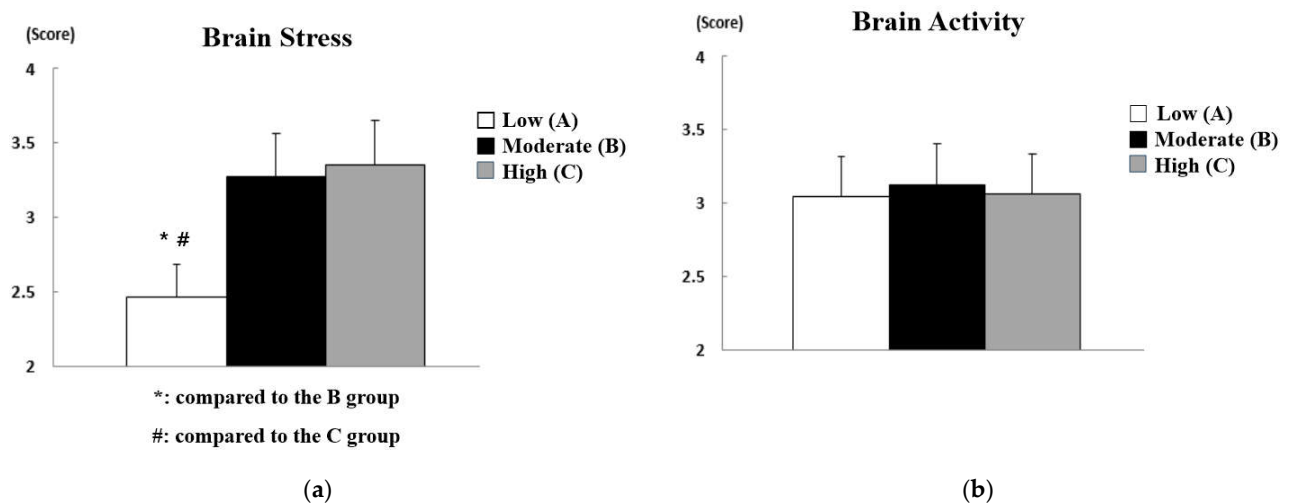 (Score)
Brain Stress
4
3.5
3
2.5
2
* #
Low (A)
Moderate (B)
High (C)
*: compared to the B group
#: compared to the C group
(a)
(Score)
Brain Activity
4
3.5
3
2.5
2
Low (A)
Moderate (B)
High (C)
(b)